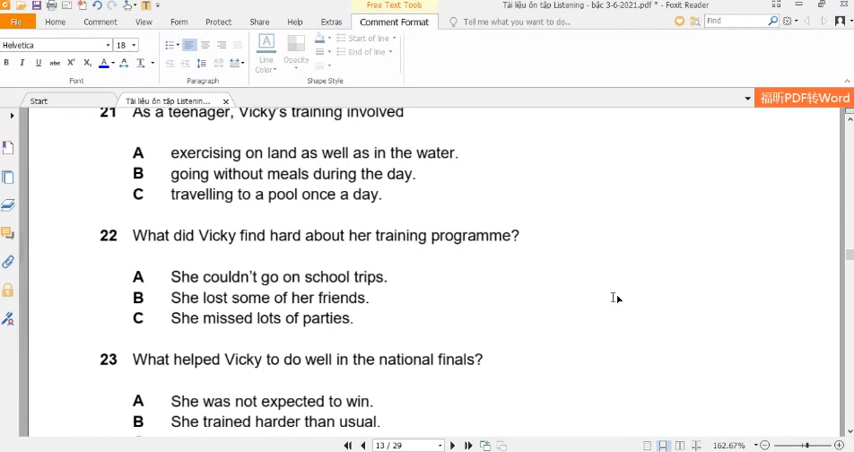 Free Text Tools
Tài liệu ôn tập Listening - bậc 3-6-2021.pdf * - Foxit Reader
File Home Comment View Form Protect Share Help Extras Comment Format Tell me what you want to do.. Find
Helvetica 18
Start of line
End of line
B I U abc X² X₂ A T
Line Color Opacity
Font Paragraph Shape Style
Start Tài liệu ôn tập Listenin... 福昕PDF转Word
21 As a teenager, Vicky's training involved
A exercising on land as well as in the water.
B going without meals during the day.
C travelling to a pool once a day.
22 What did Vicky find hard about her training programme?
A She couldn't go on school trips.
B She lost some of her friends.
C She missed lots of parties.
23 What helped Vicky to do well in the national finals?
A She was not expected to win.
B She trained harder than usual.
13 / 29 162.67%